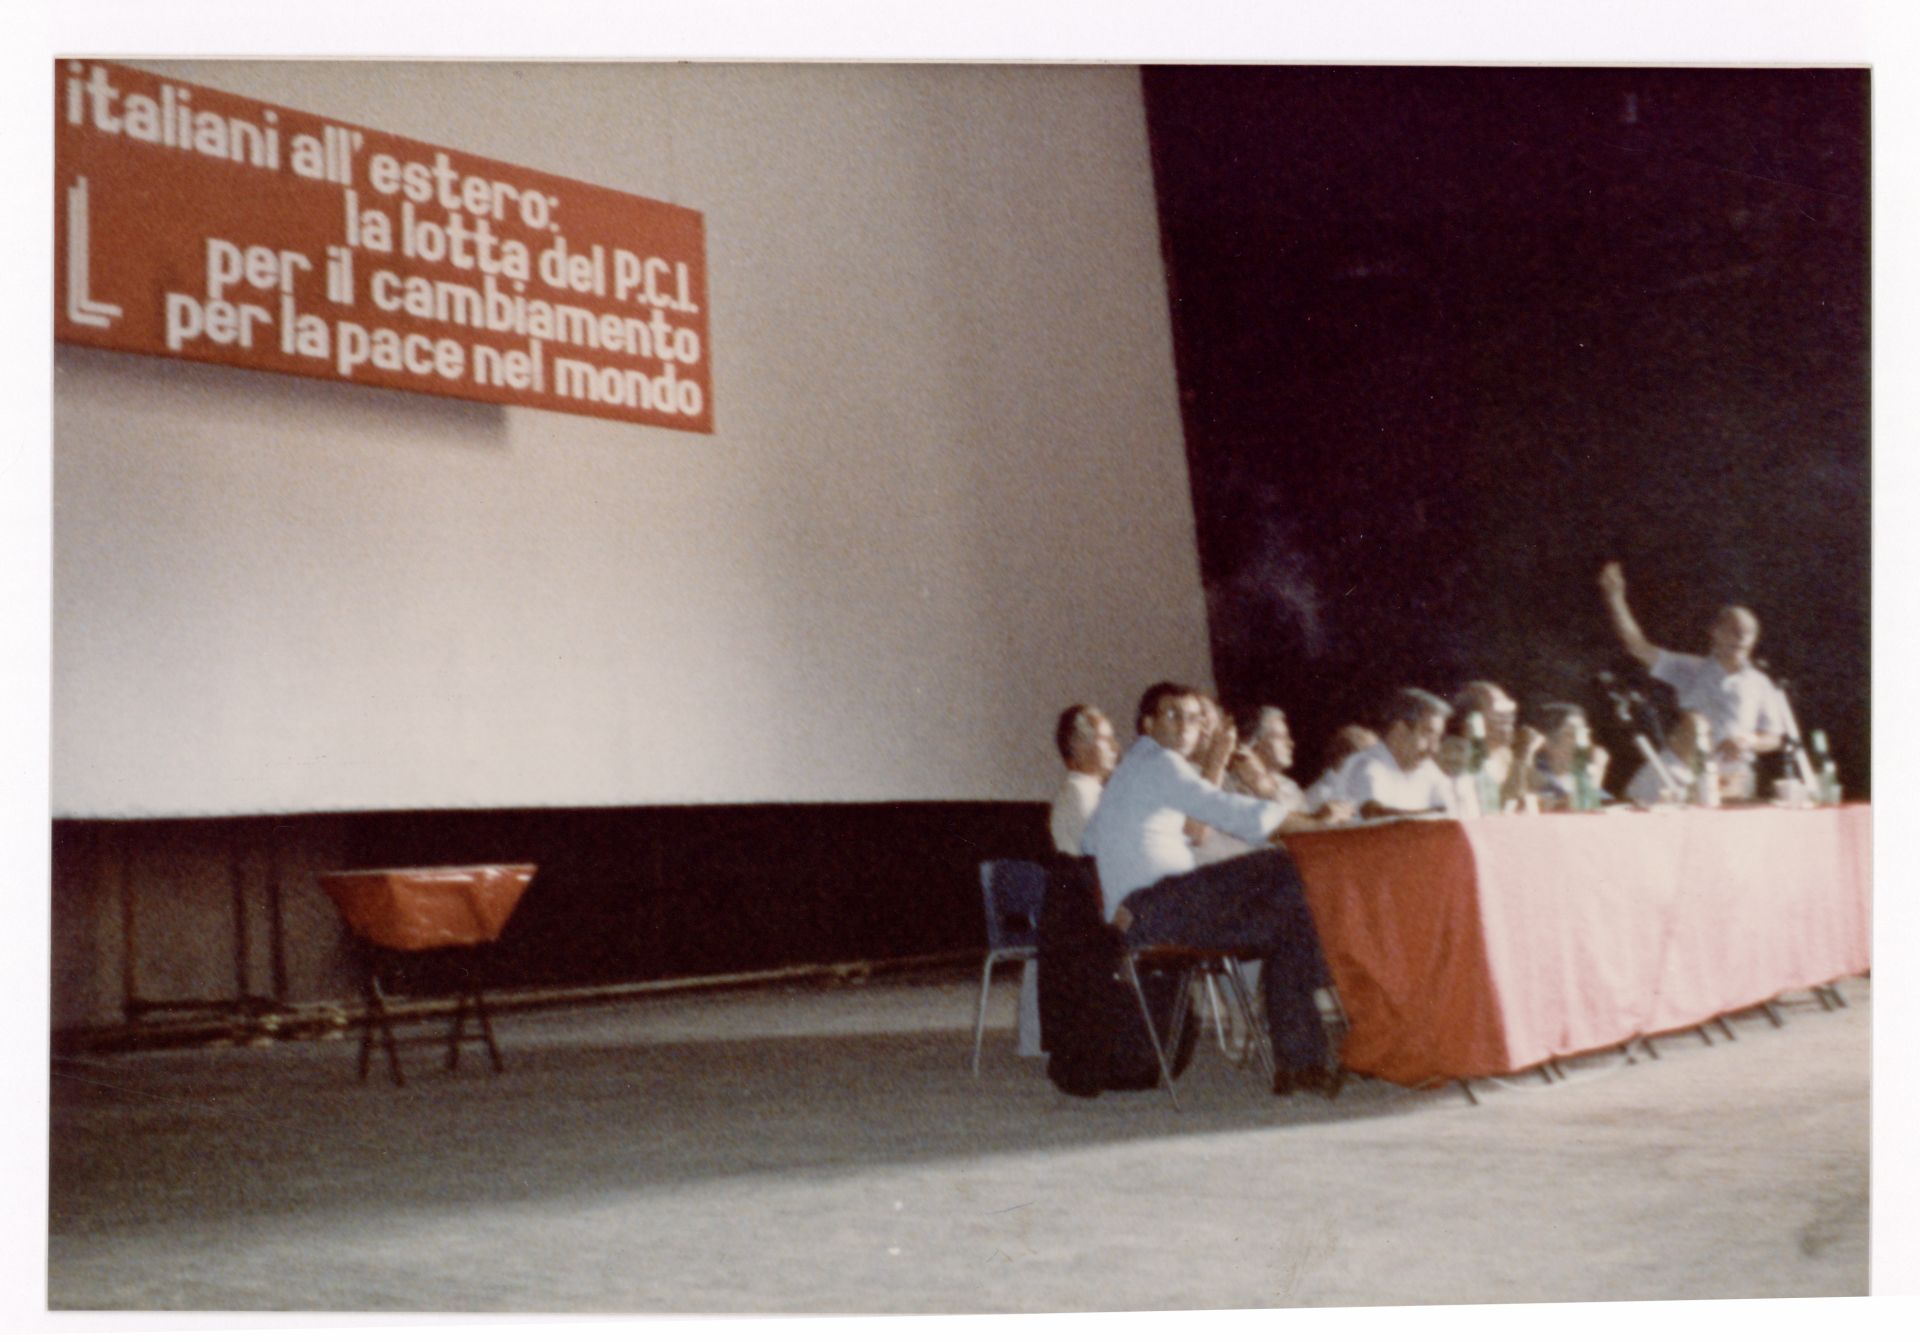 italiani all'estero:
la lotta del P.C.I.
per il cambiamento
per la pace nel mondo